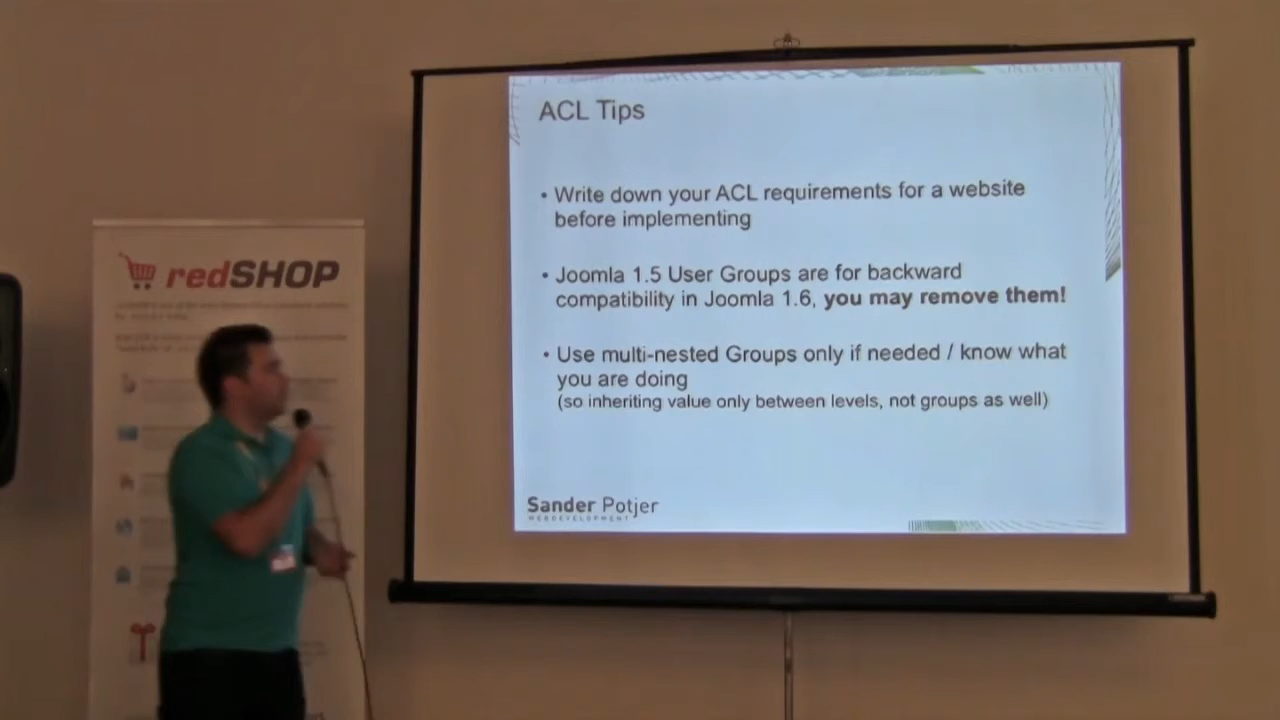 ACL Tips
• Write down your ACL requirements for a website
before implementing
• Joomla 1.5 User Groups are for backward
compatibility in Joomla 1.6, you may remove them!
• Use multi-nested Groups only if needed / know what
you are doing
(so inheriting value only between levels, not groups as well)
Sander Potjer
WEBDEVELOPMENT
redSHOP